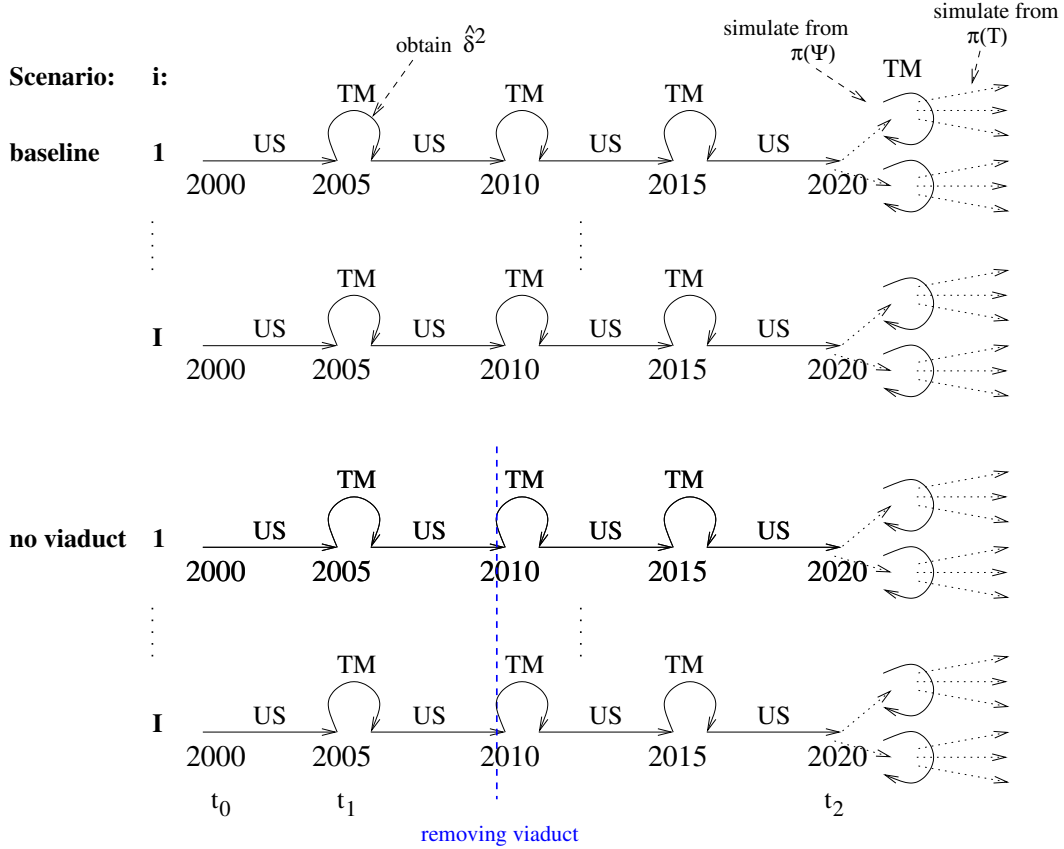 simulate from
π(Τ)
simulate from
π(Ψ)
obtain δ̂²
Scenario: i:
TM TM TM TM
baseline 1 US US US US
2000 2005 2010 2015 2020
TM TM TM
I US US US US
2000 2005 2010 2015 2020
TM TM TM
no viaduct 1 US US US US
2000 2005 2010 2015 2020
TM TM TM
I US US US US
2000 2005 2010 2015 2020
t₀ t₁ t₂
removing viaduct